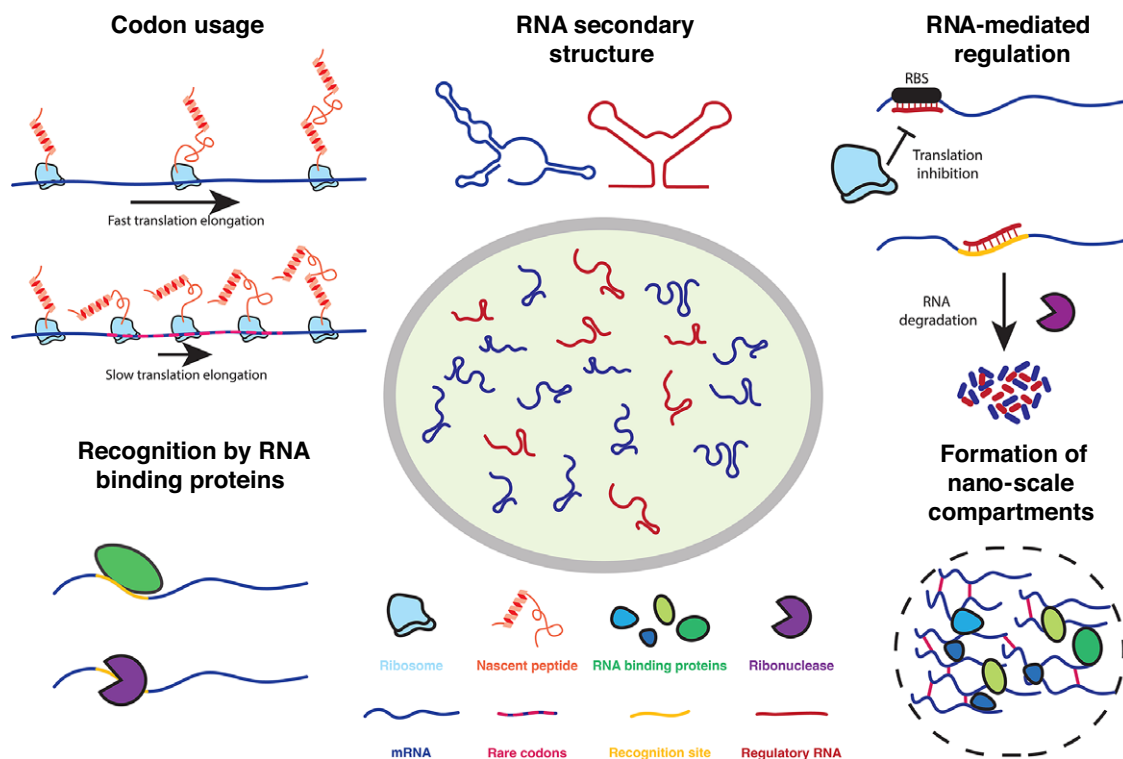 Codon usage
Fast translation elongation
Slow translation elongation
RNA secondary
structure
RNA-mediated
regulation
RBS
Translation
inhibition
RNA
degradation
Recognition by RNA
binding proteins
Formation of
nano-scale
compartments
Ribosome
Nascent peptide
RNA binding proteins
Ribonuclease
mRNA
Rare codons
Recognition site
Regulatory RNA